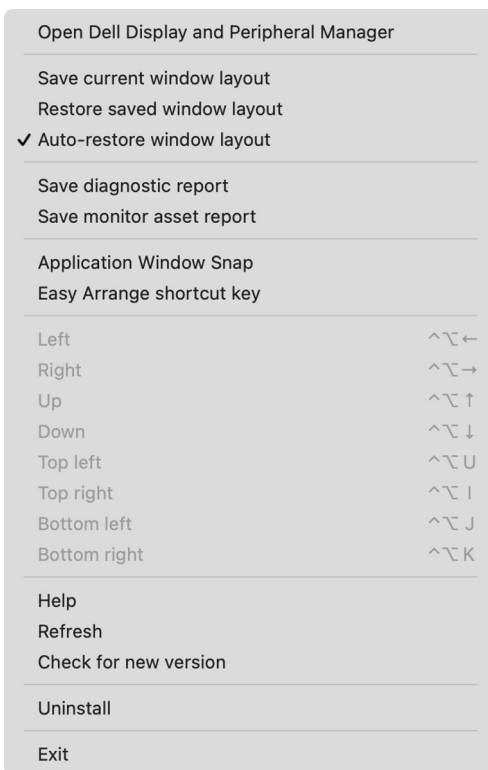 Open Dell Display and Peripheral Manager
Save current window layout
Restore saved window layout
✓ Auto-restore window layout
Save diagnostic report
Save monitor asset report
Application Window Snap
Easy Arrange shortcut key
Left ^⌥←
Right ^⌥→
Up ^⌥↑
Down ^⌥↓
Top left ^⌥U
Top right ^⌥I
Bottom left ^⌥J
Bottom right ^⌥K
Help
Refresh
Check for new version
Uninstall
Exit